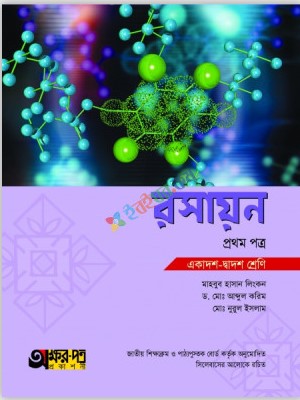 রসায়ন
প্রথম পত্র
একাদশ-দ্বাদশ শ্রেণি
মাহবুব হাসান লিংকন
ড. মোঃ আব্দুল করিম
মোঃ নুরুল ইসলাম
অক্ষর-পত্র
প্রকাশনী
জাতীয় শিক্ষাক্রম ও পাঠ্যপুস্তক বোর্ড কর্তৃক অনুমোদিত
সিলেবাসের আলোকে রচিত